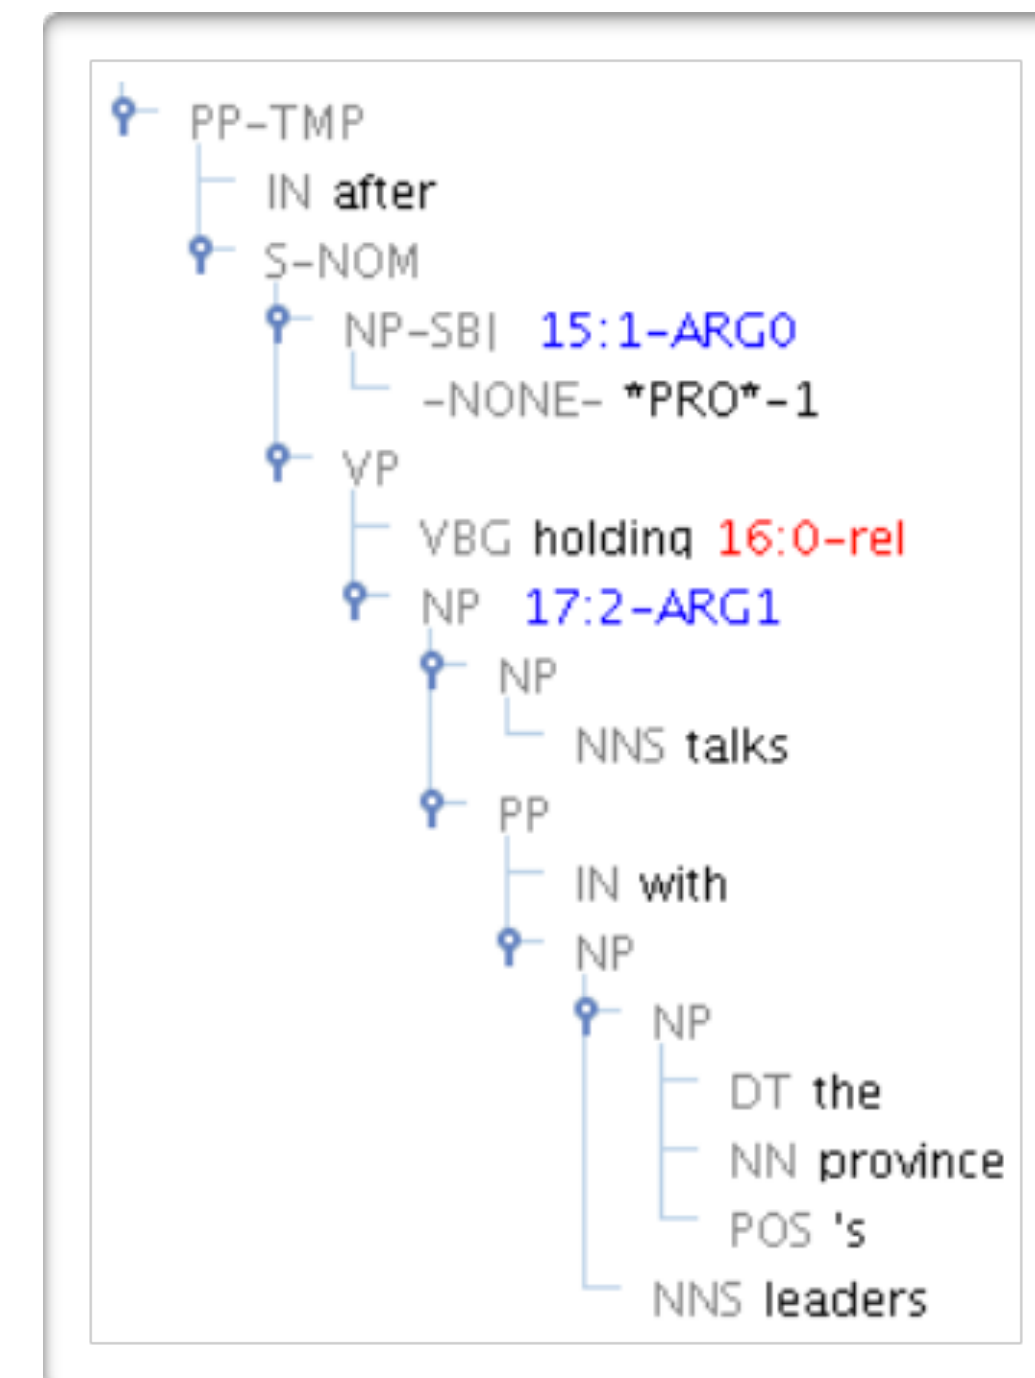 PP-TMP
IN after
S-NOM
NP-SBJ 15:1-ARG0
-NONE- *PRO*-1
VP
VBG holding 16:0-rel
NP 17:2-ARG1
NP
NNS talks
PP
IN with
NP
NP
DT the
NN province
POS 's
NNS leaders